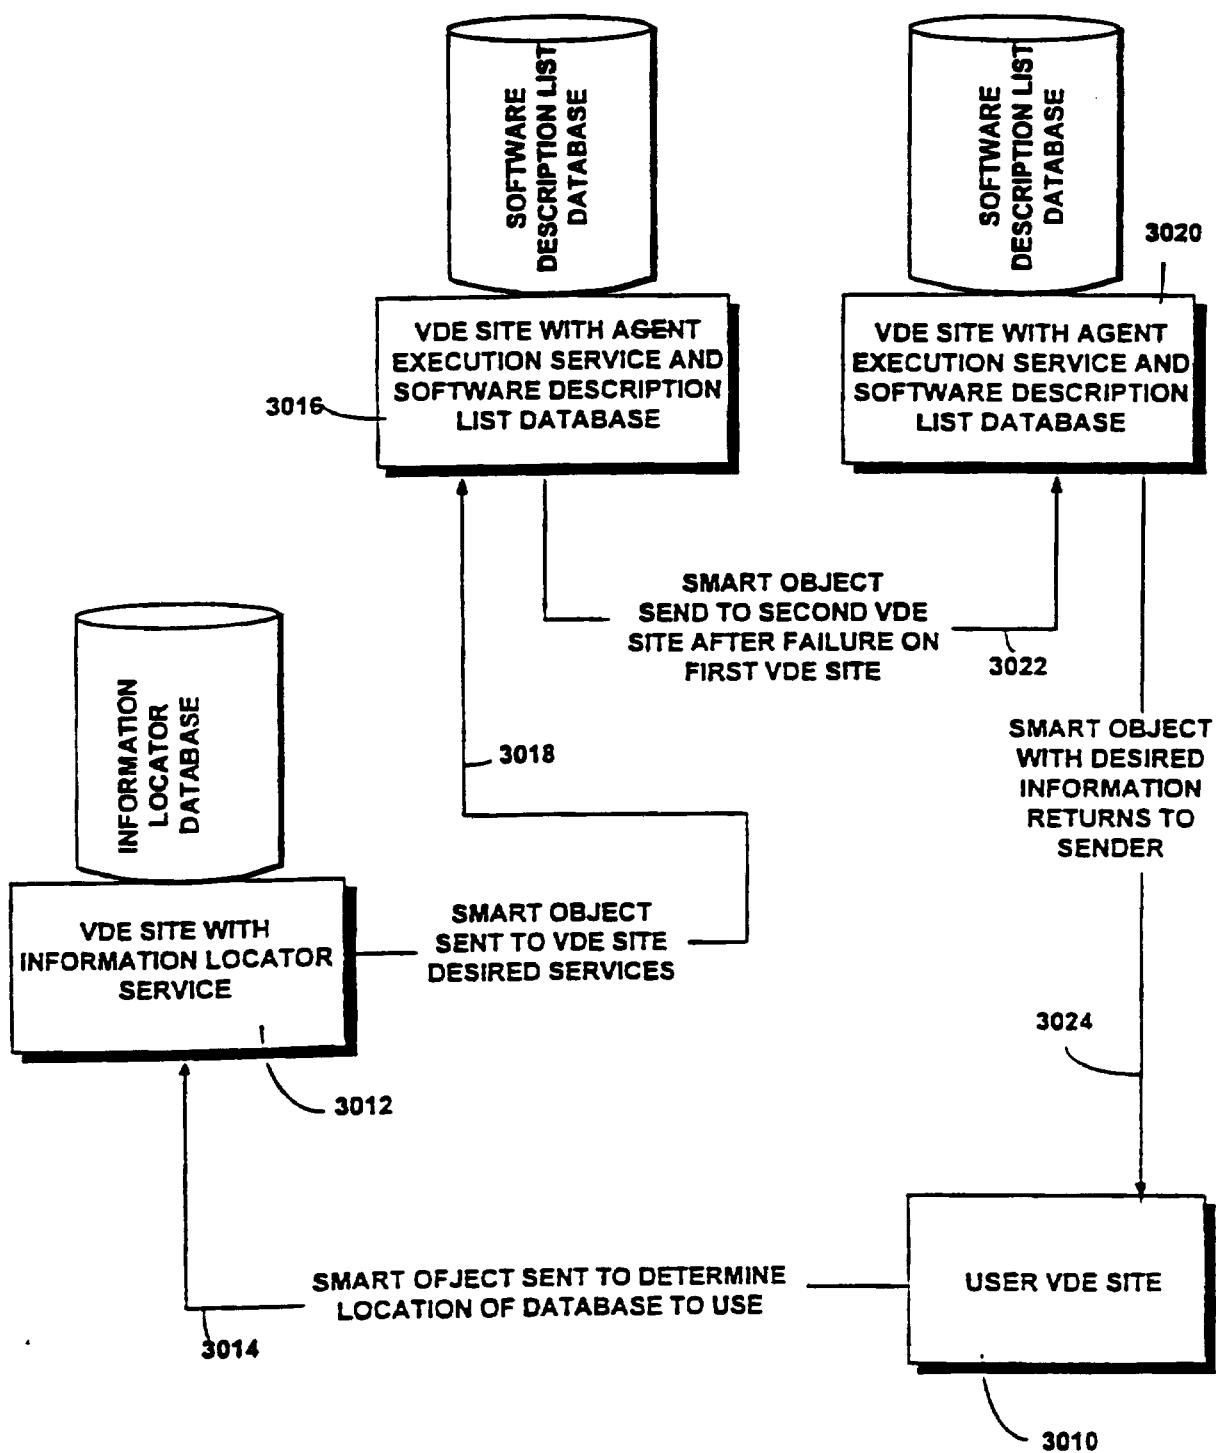 SOFTWARE
DESCRIPTION LIST
DATABASE
SOFTWARE
DESCRIPTION LIST
DATABASE
3020
VDE SITE WITH AGENT
EXECUTION SERVICE AND
SOFTWARE DESCRIPTION
LIST DATABASE
VDE SITE WITH AGENT
EXECUTION SERVICE AND
SOFTWARE DESCRIPTION
LIST DATABASE
3016
SMART OBJECT
SEND TO SECOND VDE
SITE AFTER FAILURE ON
FIRST VDE SITE
3022
INFORMATION
LOCATOR
DATABASE
3018
SMART OBJECT
WITH DESIRED
INFORMATION
RETURNS TO
SENDER
VDE SITE WITH
INFORMATION LOCATOR
SERVICE
SMART OBJECT
SENT TO VDE SITE
DESIRED SERVICES
3024
3012
SMART OFJECT SENT TO DETERMINE
LOCATION OF DATABASE TO USE
USER VDE SITE
3014
3010